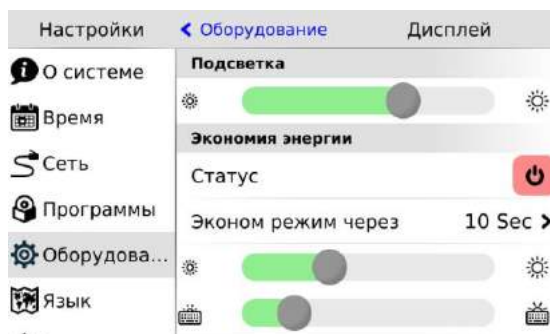 Настройки
Оборудование
Дисплей
О системе
Время
Сеть
Программы
Оборудова...
Язык
Подсветка
Экономия энергии
Статус
Эконом режим через 10 Sec